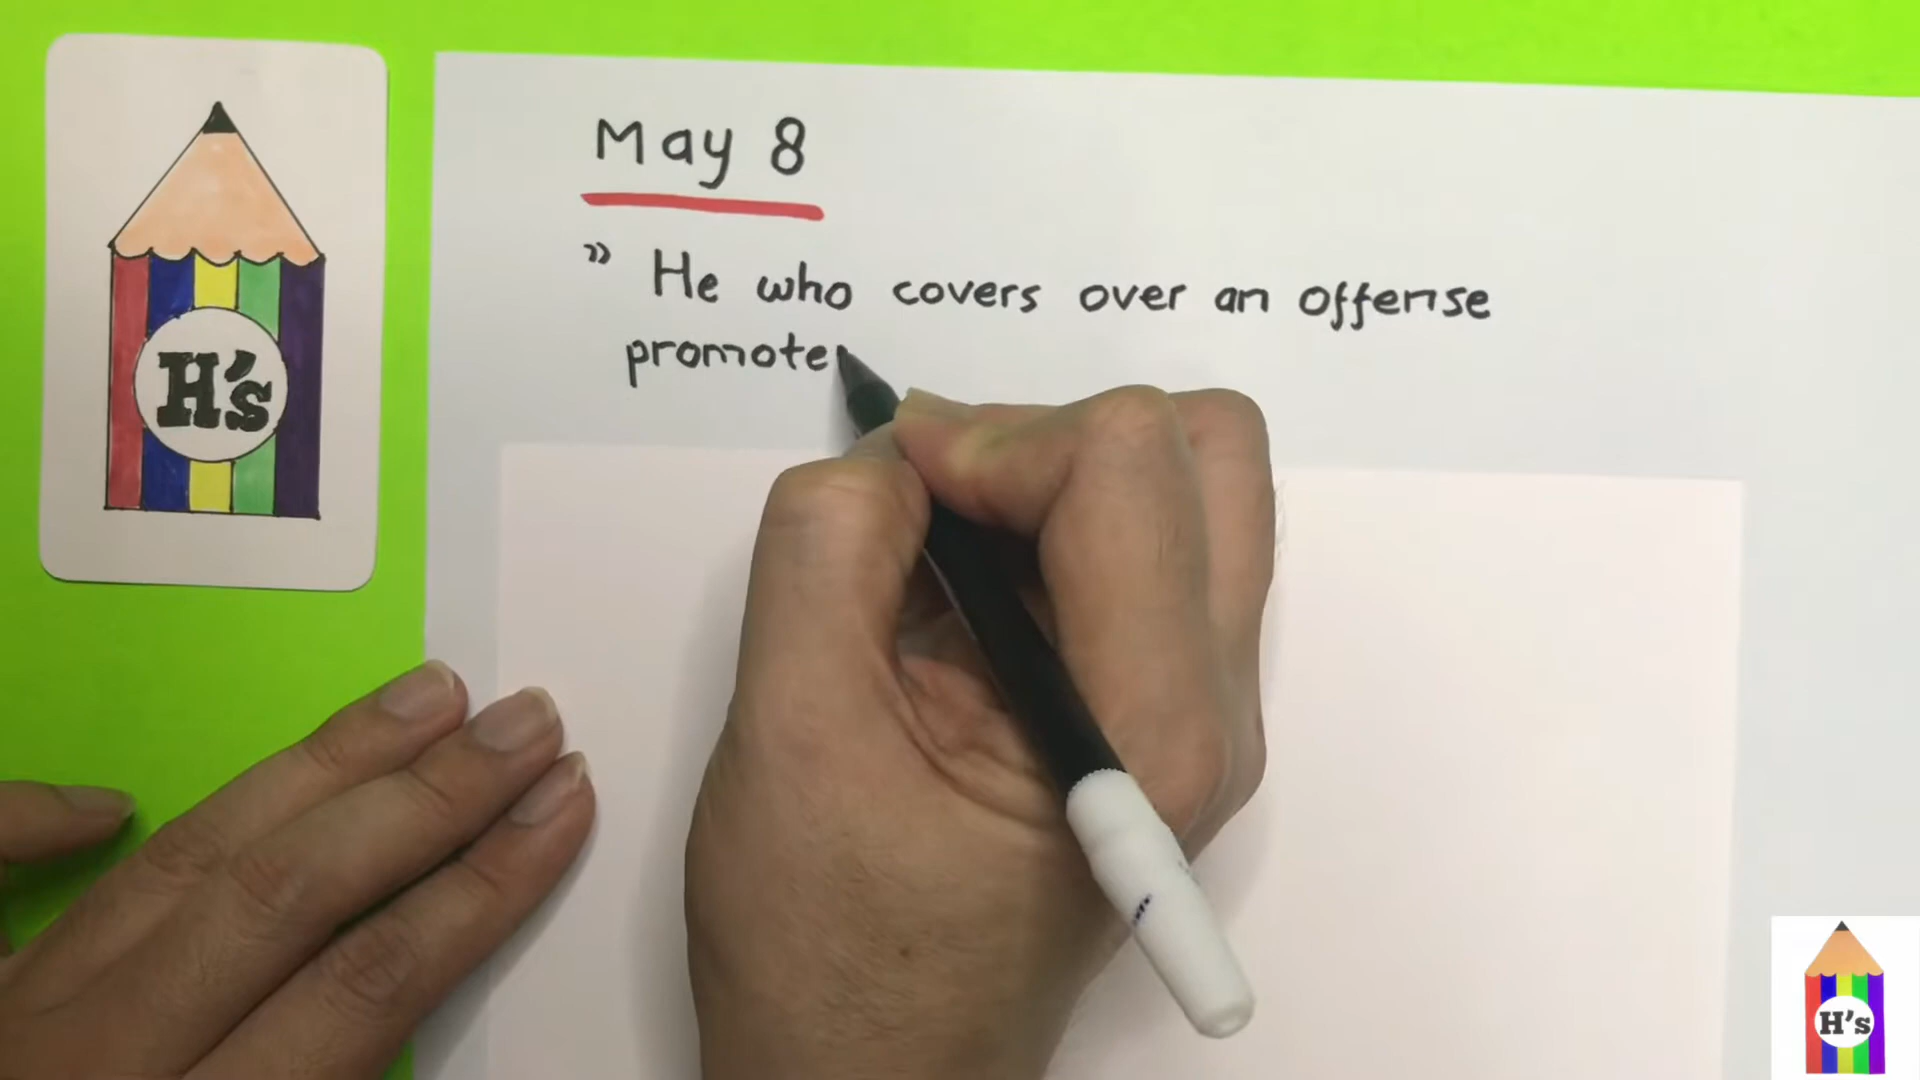 May 8
” He who covers over an offense
promote
H's
H's